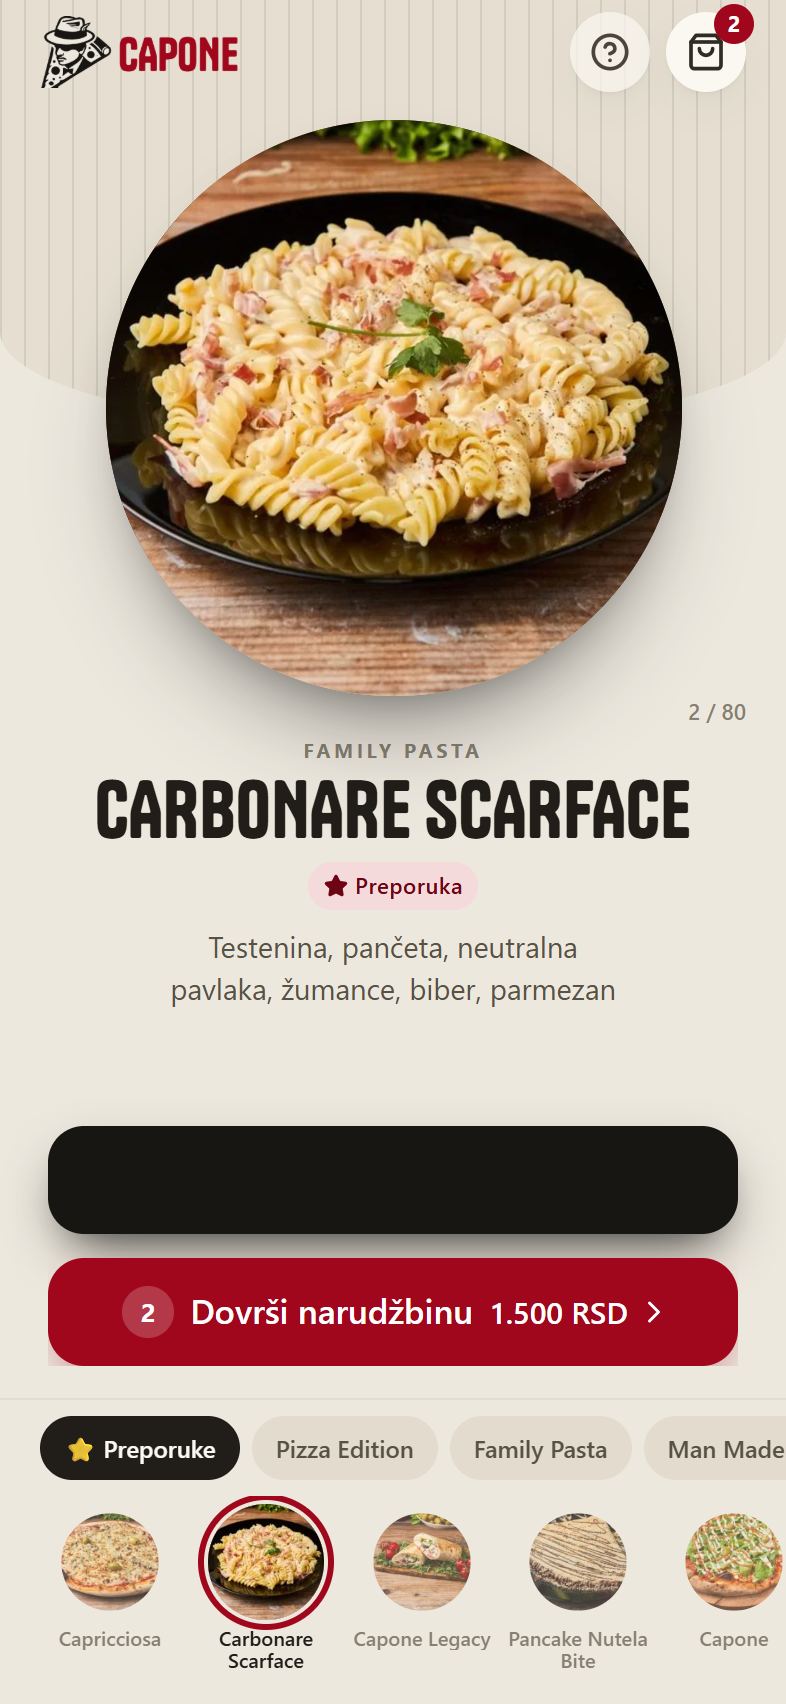 CAPONE
2
2 / 80
FAMILY PASTA
CARBONARE SCARFACE
Preporuka
Testenina, pančeta, neutralna
pavlaka, žumance, biber, parmezan
2 Dovrši narudžbinu 1.500 RSD
Preporuke
Pizza Edition
Family Pasta
Man Made
Capricciosa
Carbonare
Scarface
Capone Legacy
Pancake Nutela
Bite
Capone